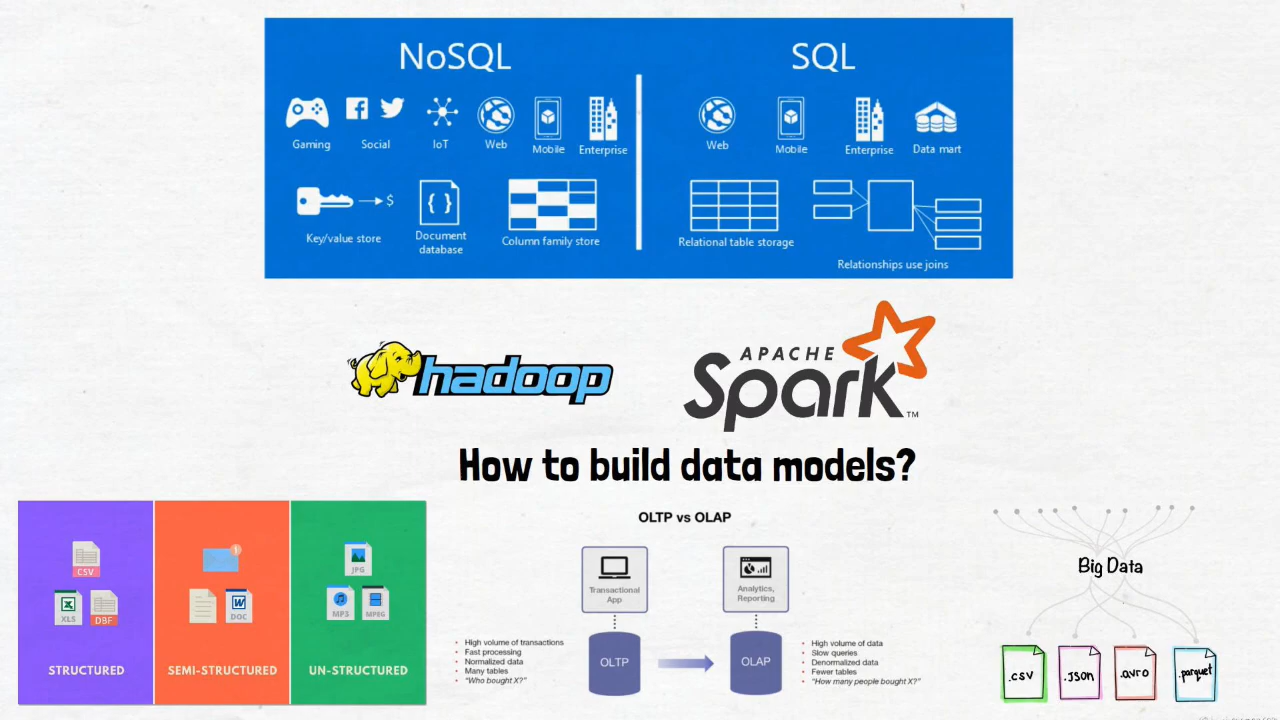 NoSQL
SQL
Gaming
Social
IoT
Web
Mobile
Enterprise
Web
Mobile
Enterprise
Data mart
$
{ }
Key/value store
Document
database
Column family store
Relational table storage
Relationships use joins
hadoop
APACHE
Spark
TM
How to build data models?
CSV
XLS
DBF
STRUCTURED
1
DOC
SEMI-STRUCTURED
JPG
MP3
MPEG
UN-STRUCTURED
OLTP vs OLAP
Transactional
App
Analytics,
Reporting
• High volume of transactions
• Fast processing
• Normalized data
• Many tables
• "Who bought X?"
OLTP
OLAP
• High volume of data
• Slow queries
• Denormalized data
• Fewer tables
• "How many people bought X?"
Big Data
.csv
.json
.avro
.parquet